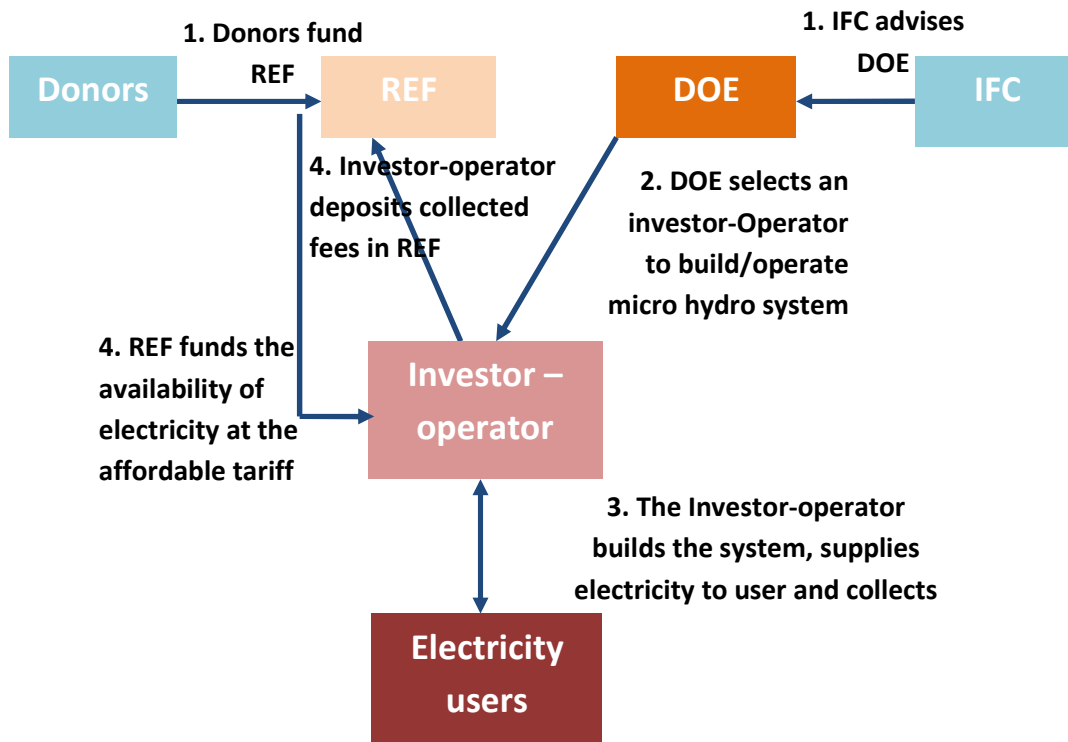 1. Donors fund
REF
1. IFC advises
DOE
Donors
REF
DOE
IFC
4. Investor-operator
deposits collected
fees in REF
2. DOE selects an
investor-Operator
to build/operate
micro hydro system
4. REF funds the
availability of
electricity at the
affordable tariff
Investor –
operator
3. The Investor-operator
builds the system, supplies
electricity to user and collects
Electricity
users